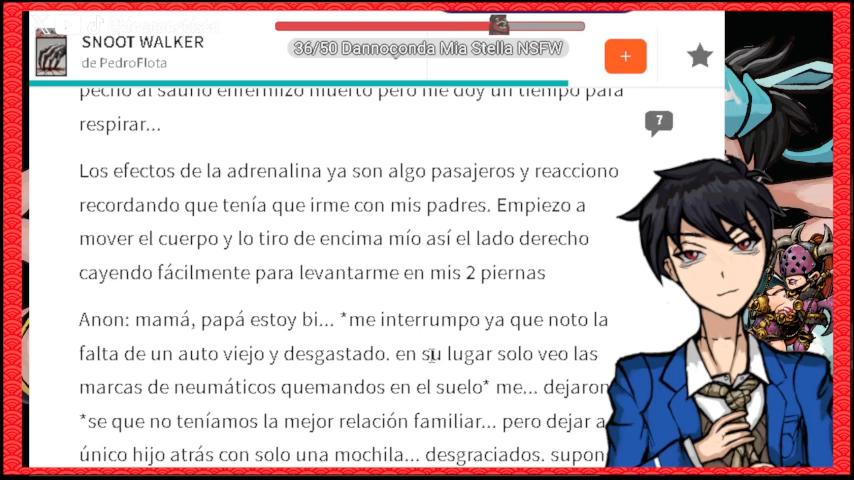 SNOOT WALKER
de PedroFlota
36/50 Dannoconda Mia Stella NSFW
+
7
pecho al saurio enfermizo muerto pero me doy un tiempo para
respirar...
Los efectos de la adrenalina ya son algo pasajeros y reacciono
recordando que tenía que irme con mis padres. Empiezo a
mover el cuerpo y lo tiro de encima mío así el lado derecho
cayendo fácilmente para levantarme en mis 2 piernas
Anon: mamá, papá estoy bi... *me interrumpo ya que noto la
falta de un auto viejo y desgastado. en su lugar solo veo las
marcas de neumáticos quemandos en el suelo* me... dejaron
*se que no teníamos la mejor relación familiar... pero dejar a
único hijo atrás con solo una mochila... desgraciados. supon